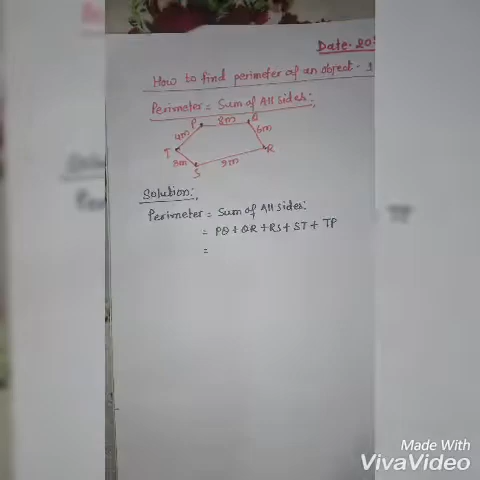 Date-20
How to find perimeter of an object-
Perimeter = Sum of All sides:
P 8m Q
4m 6m
T R
3m 9m
S
Solution:
Perimeter = Sum of All sides:
= PQ + QR + RS + ST + TP
=
Made With
VivaVideo